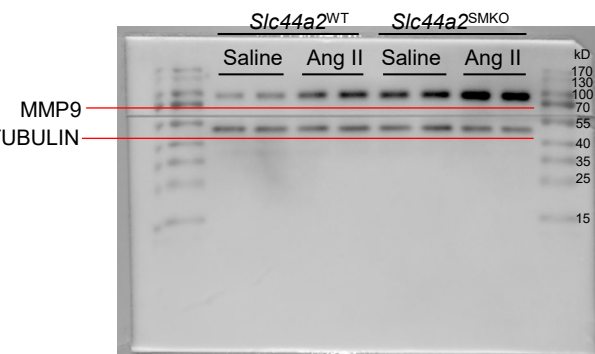 Slc44a2WT Slc44a2SMKO
Saline Ang II Saline Ang II
kD
170
130
100
70
55
40
35
25
15
MMP9
TUBULIN